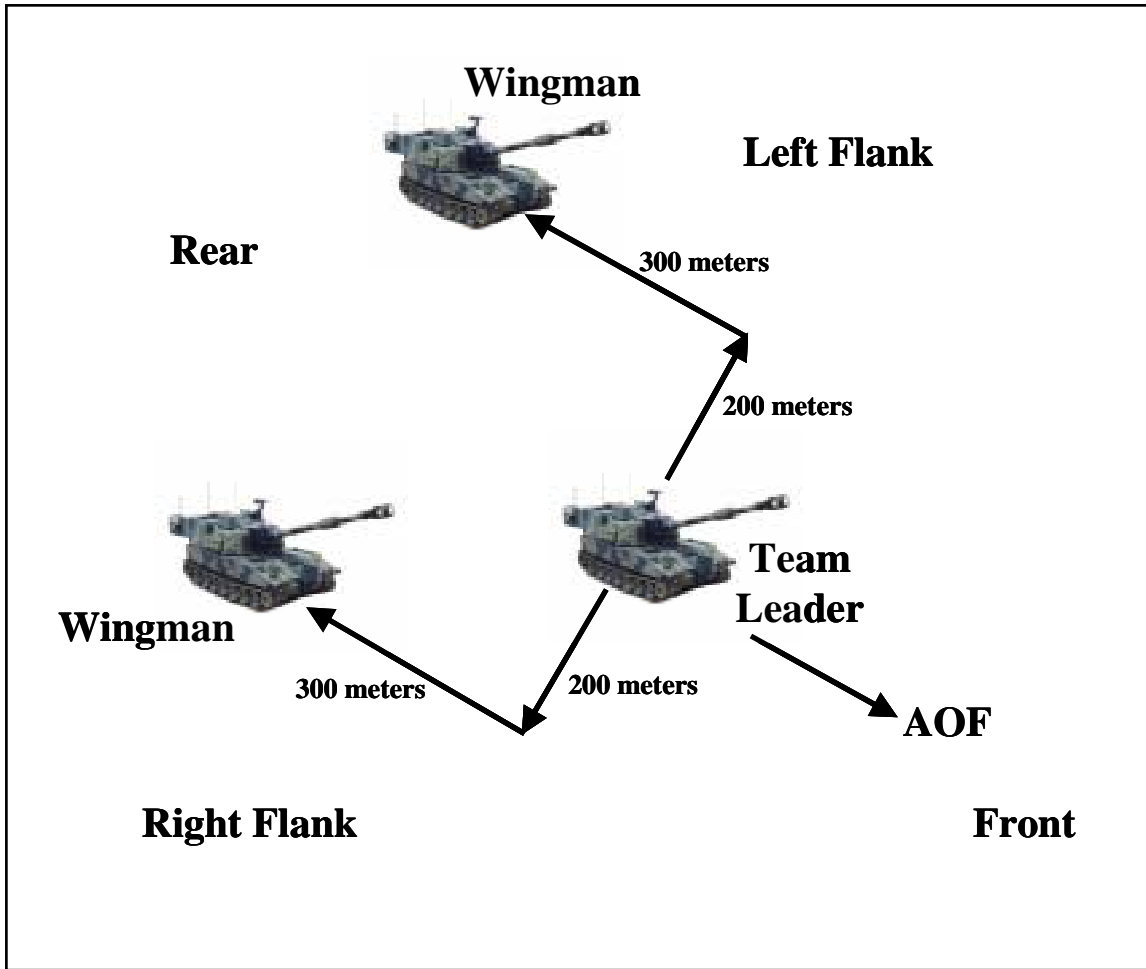 Wingman
Left Flank
Rear
300 meters
200 meters
Team
Leader
Wingman
300 meters
200 meters
AOF
Right Flank
Front